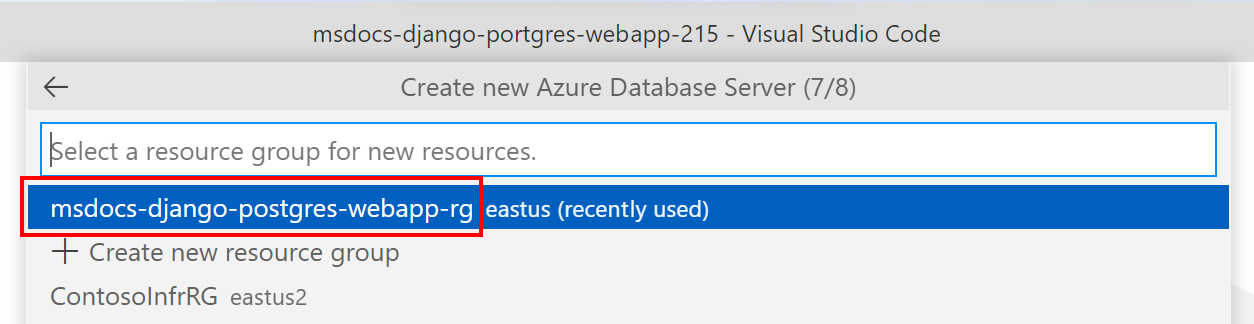 msdocs-django-portgres-webapp-215 - Visual Studio Code
Create new Azure Database Server (7/8)
Select a resource group for new resources.
msdocs-django-postgres-webapp-rg eastus (recently used)
+ Create new resource group
ContosoInfrRG eastus2